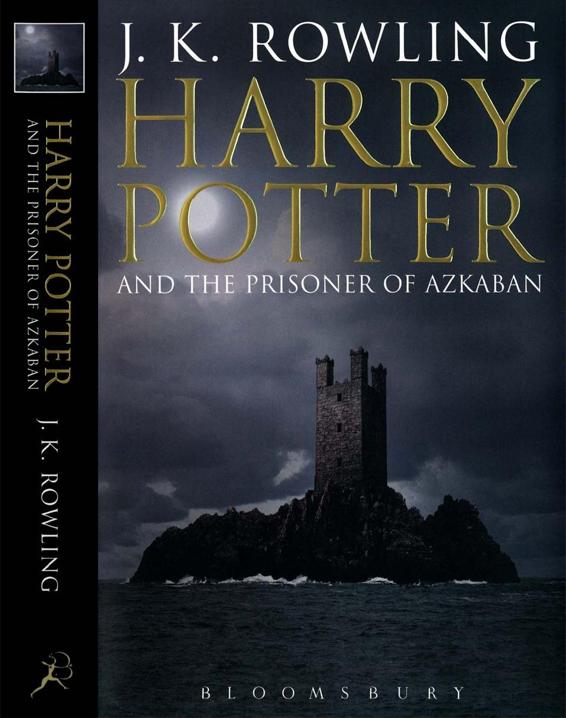 J. K. ROWLING
HARRY
POTTER
AND THE PRISONER OF AZKABAN
BLOOMSBURY
HARRY POTTER
AND THE PRISONER OF AZKABAN
J. K. ROWLING